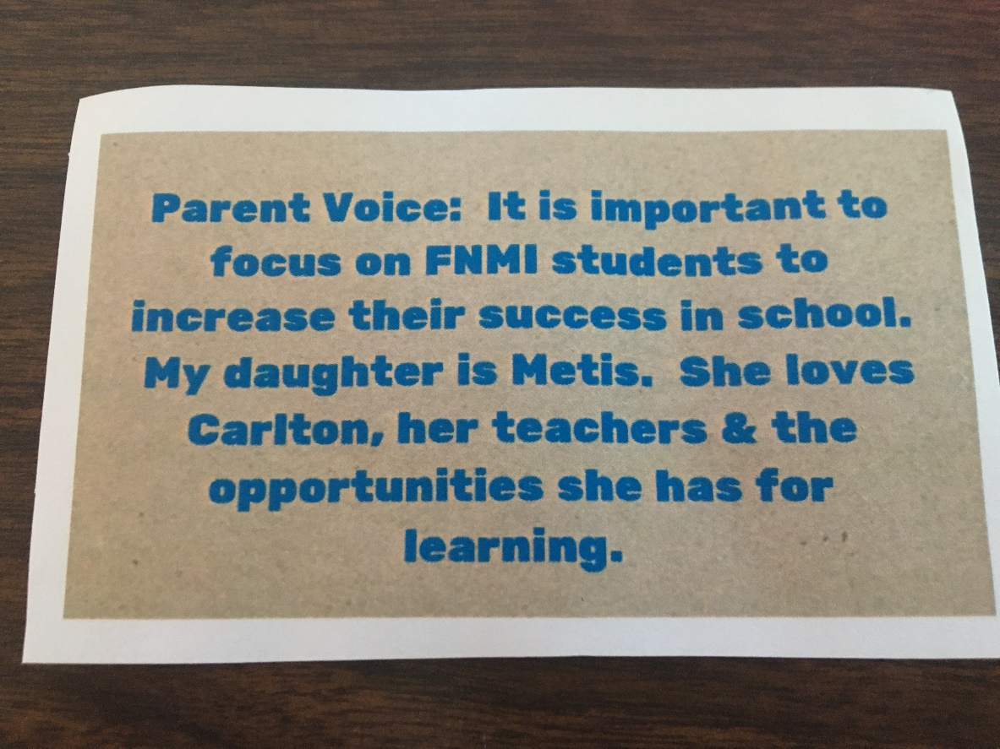 Parent Voice:  It is important to
focus on FNMI students to
increase their success in school.
My daughter is Metis.  She loves
Carlton, her teachers & the
opportunities she has for
learning.